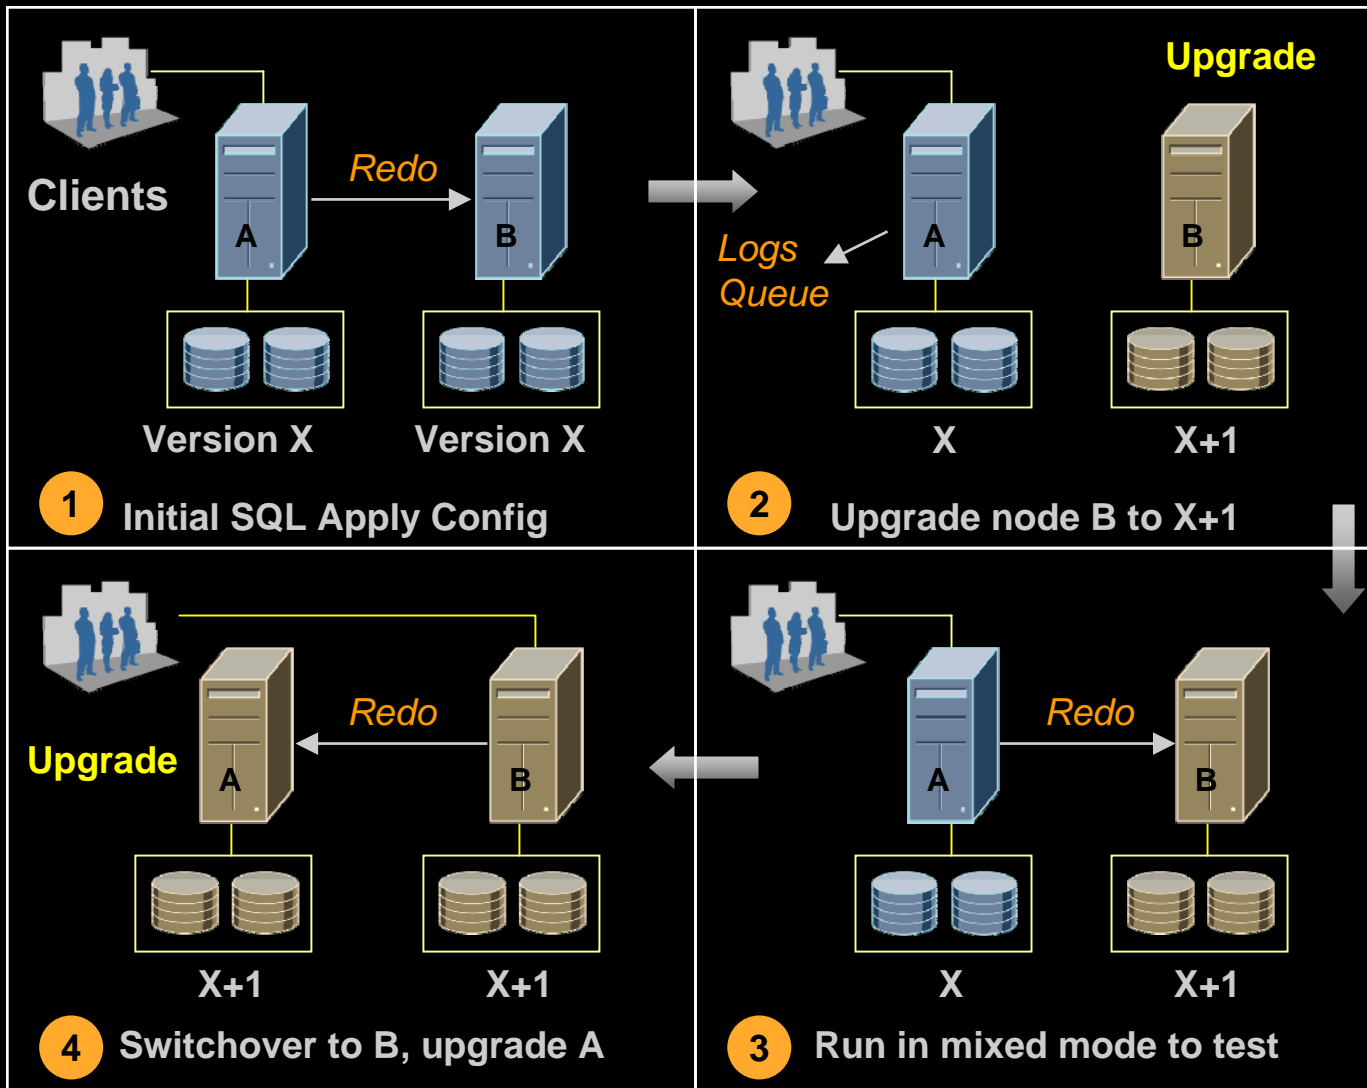 Clients
Redo
A
B
Version X
Version X
1
Initial SQL Apply Config
Upgrade
Logs
Queue
A
B
X
X+1
2
Upgrade node B to X+1
Redo
A
B
X
X+1
3
Run in mixed mode to test
Upgrade
Redo
A
B
X+1
X+1
4
Switchover to B, upgrade A